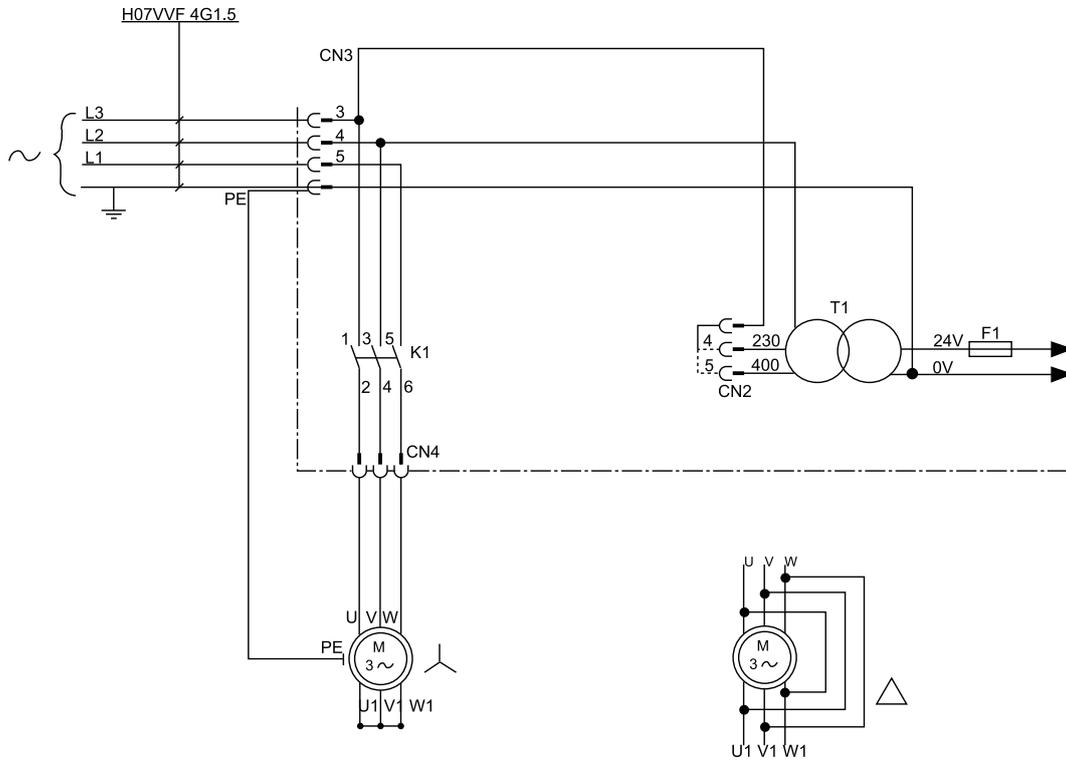 H07VVF 4G1.5
CN3
L3 3
L2 4
L1 5
PE
T1
1 3 5 K1
2 4 6
4 230 24V F1
5 400 0V
CN2
CN4
U V W
U V W
PE M
3
M
3
U1 V1 W1
U1 V1 W1